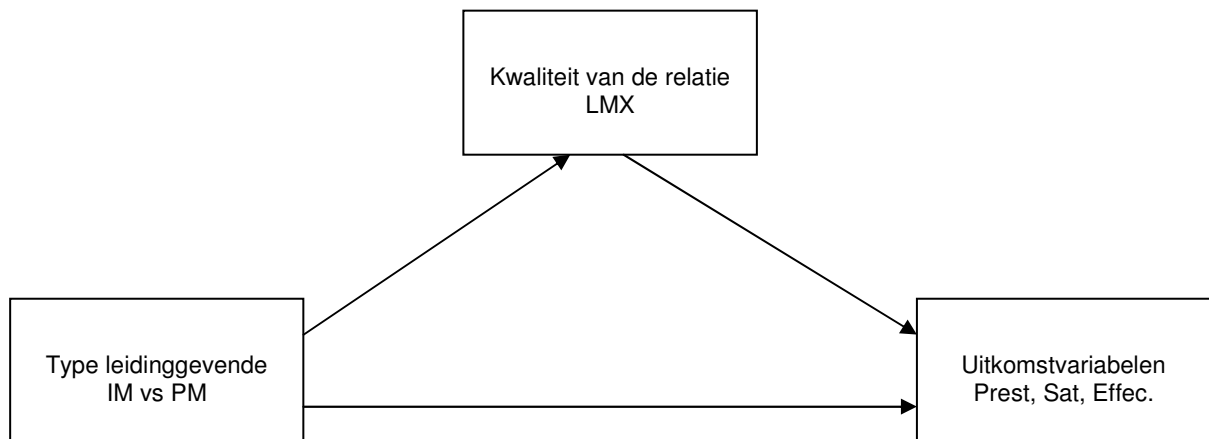 Kwaliteit van de relatie
LMX
Type leidinggevende
IM vs PM
Uitkomstvariabelen
Prest, Sat, Effec.